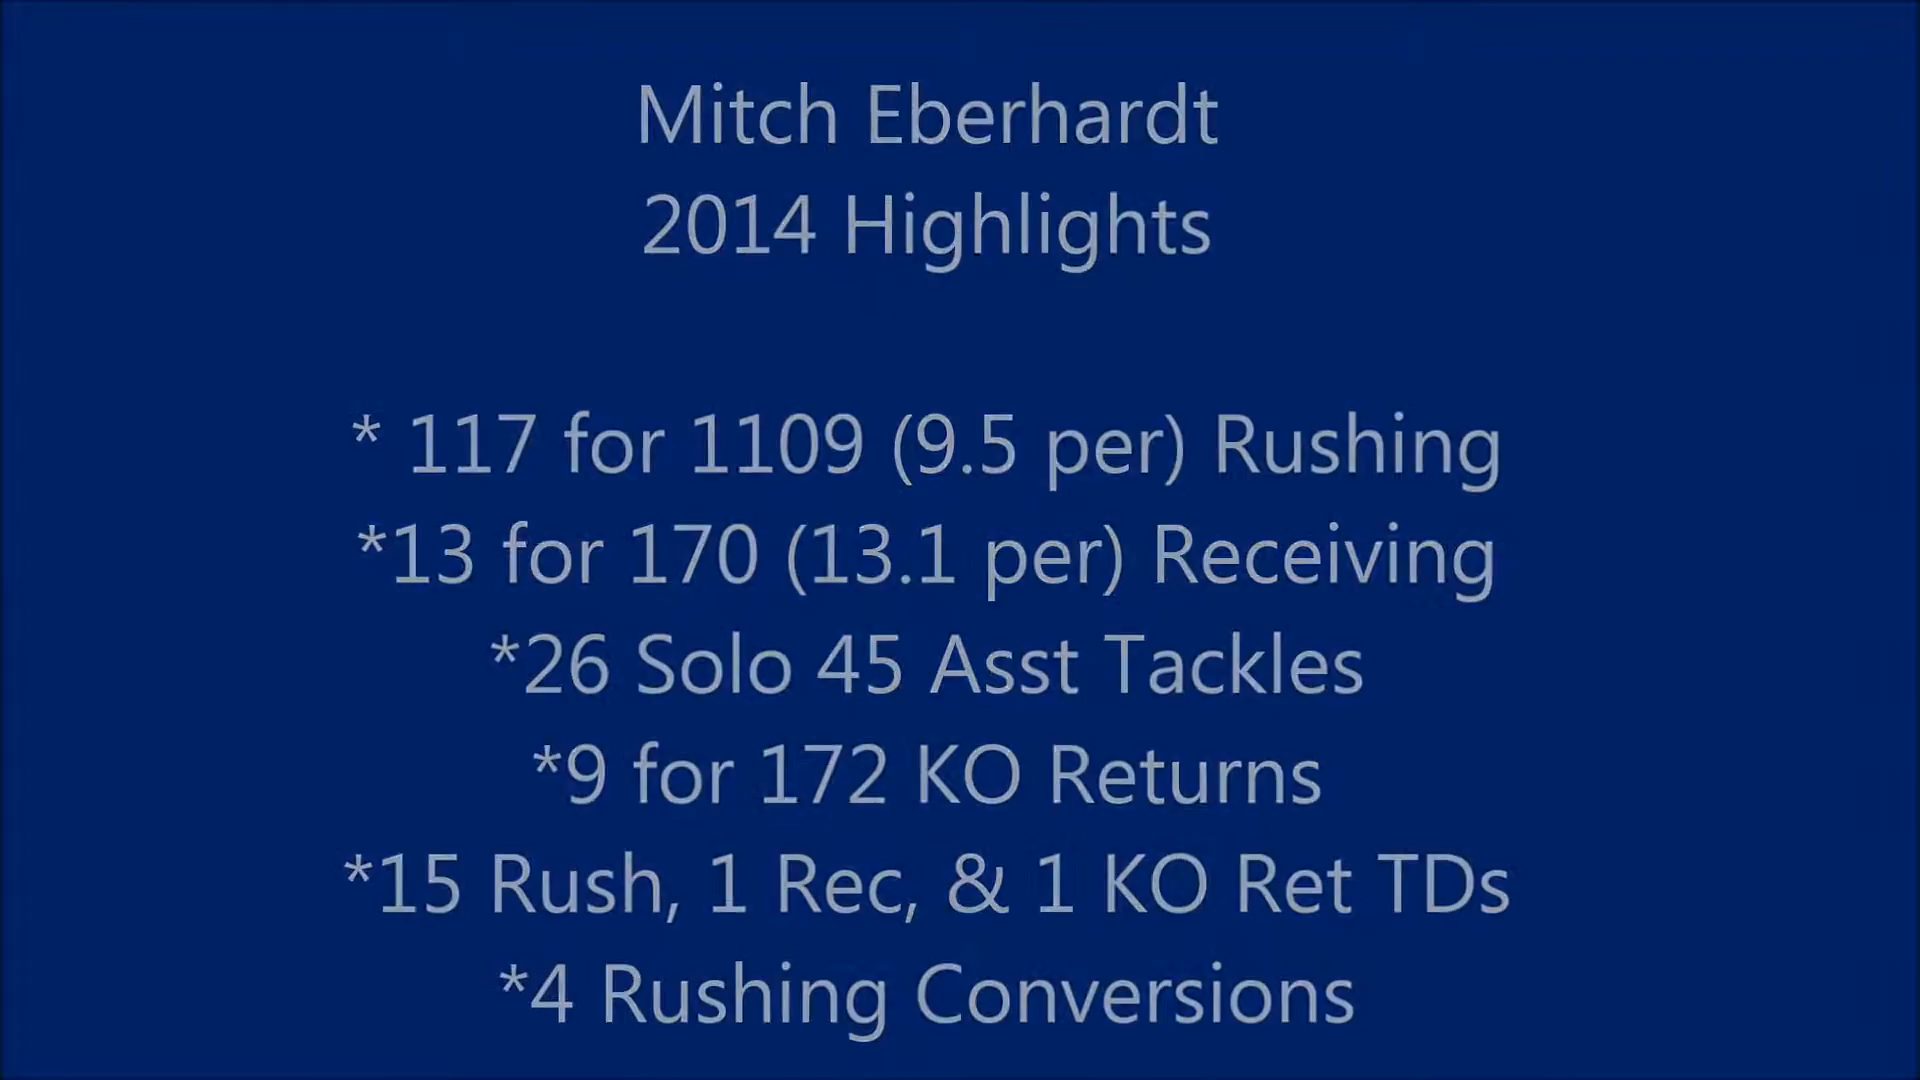 Mitch Eberhardt
2014 Highlights
* 117 for 1109 (9.5 per) Rushing
*13 for 170 (13.1 per) Receiving
*26 Solo 45 Asst Tackles
*9 for 172 KO Returns
*15 Rush, 1 Rec, & 1 KO Ret TDs
*4 Rushing Conversions